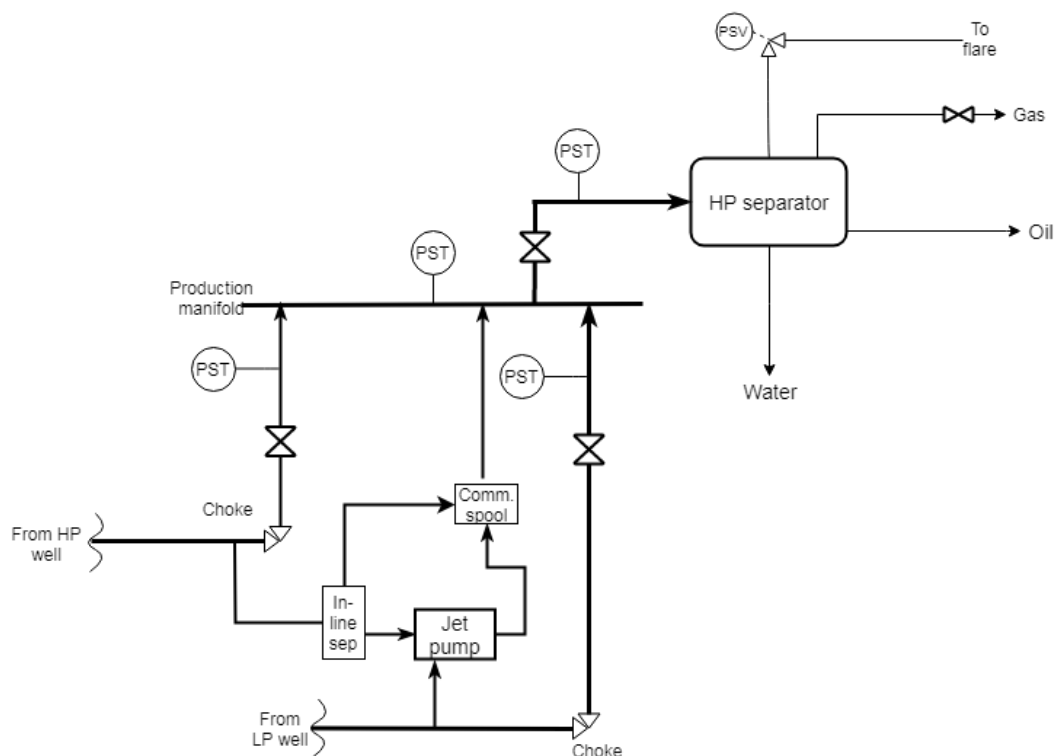 PSV
To
flare
Gas
PST
HP separator
Oil
PST
Production
manifold
PST
PST
Water
Choke
Comm.
spool
From HP
well
In-
line
sep
Jet
pump
From
LP well
Choke